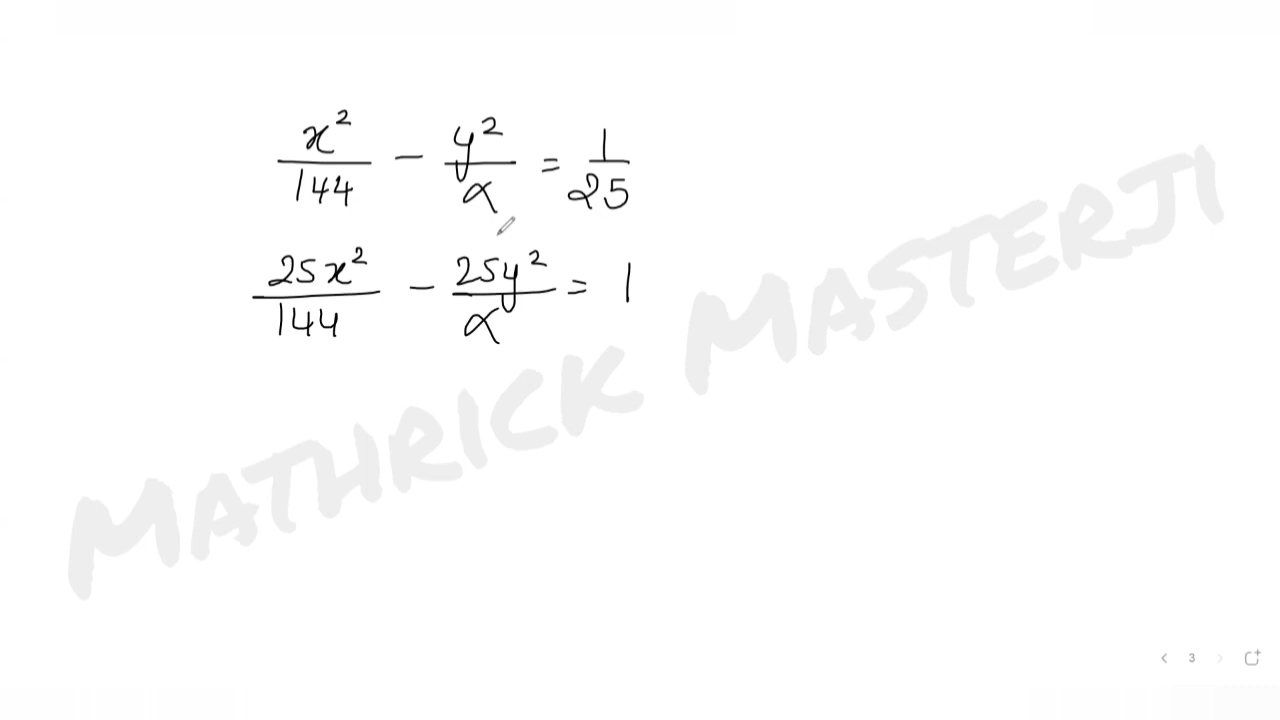 x²/144 − y²/α = 1/25
25x²/144 − 25y²/α = 1
MATHRICK MASTERJI
< 3 >